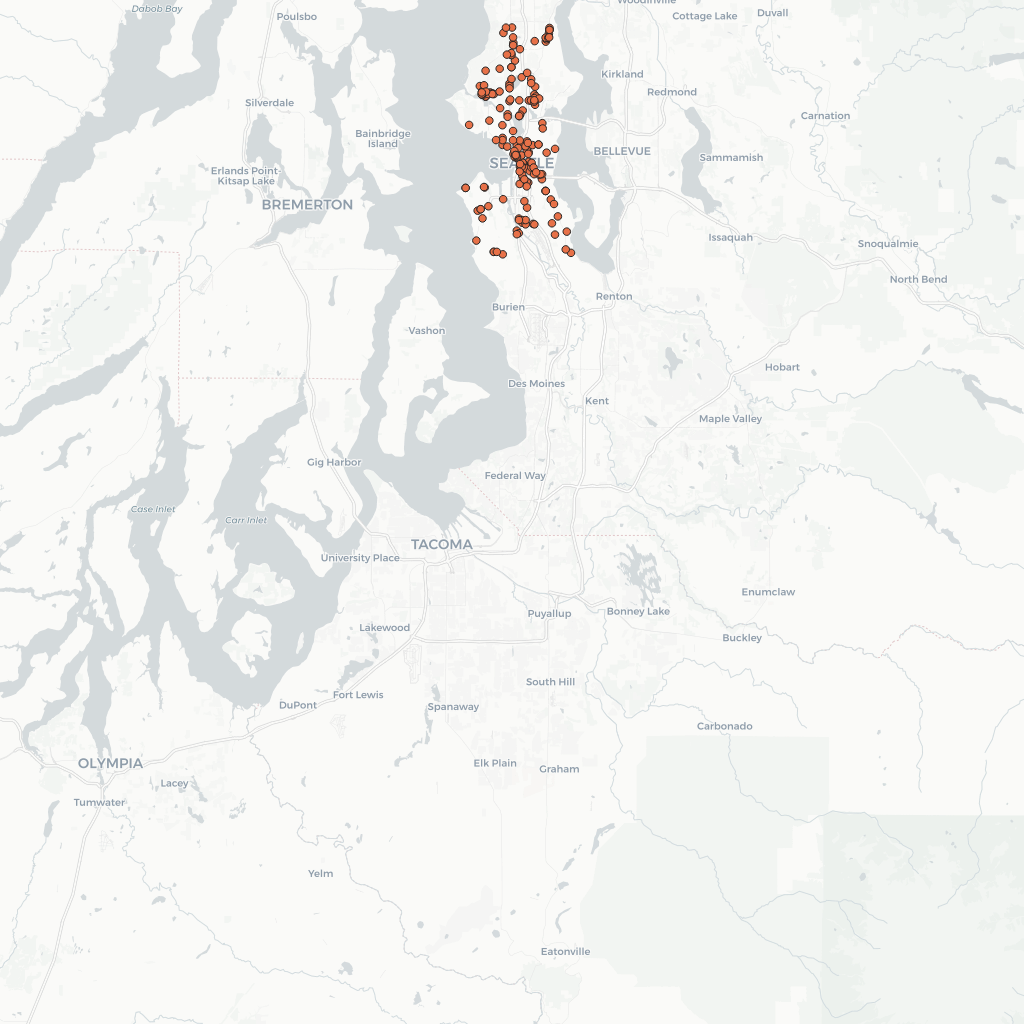 Woodinville
Dabob Bay
Poulsbo
Cottage Lake
Duvall
Kirkland
Redmond
Silverdale
Carnation
Bainbridge
Island
BELLEVUE
Sammamish
SEATTLE
Erlands Point-
Kitsap Lake
BREMERTON
Issaquah
Snoqualmie
North Bend
Renton
Burien
Vashon
Hobart
Des Moines
Kent
Maple Valley
Gig Harbor
Federal Way
Case Inlet
Carr Inlet
TACOMA
University Place
Enumclaw
Puyallup
Bonney Lake
Lakewood
Buckley
South Hill
Fort Lewis
DuPont
Spanaway
Carbonado
OLYMPIA
Elk Plain
Graham
Lacey
Tumwater
Yelm
Eatonville